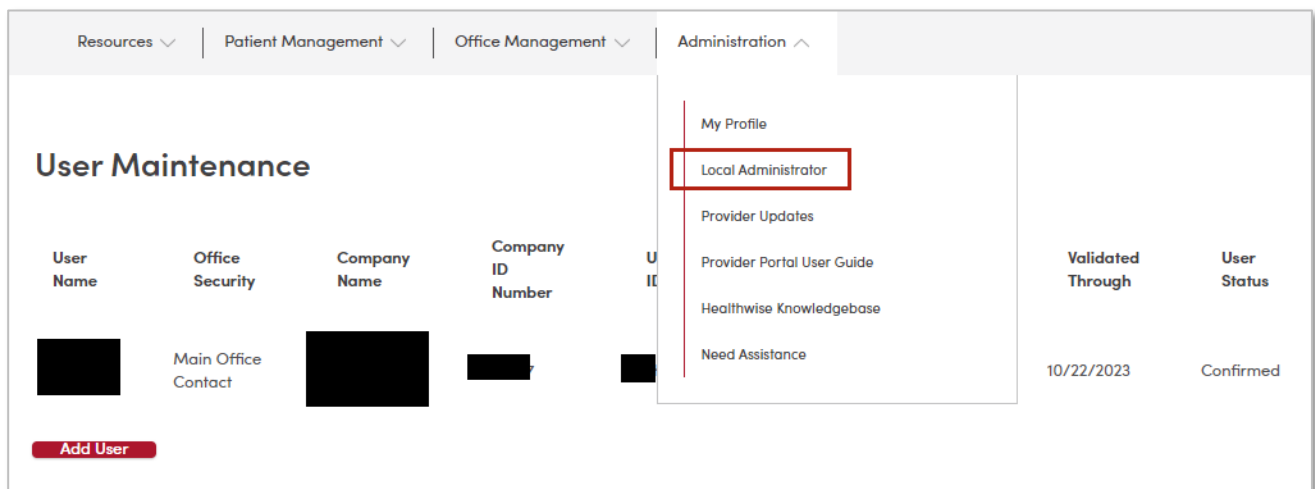 Resources Patient Management Office Management Administration
My Profile
Local Administrator
Provider Updates
Provider Portal User Guide
Healthwise Knowledgebase
Need Assistance
User Maintenance
User Name Office Security Company Name Company ID Number Validated Through User Status
Main Office Contact 10/22/2023 Confirmed
Add User